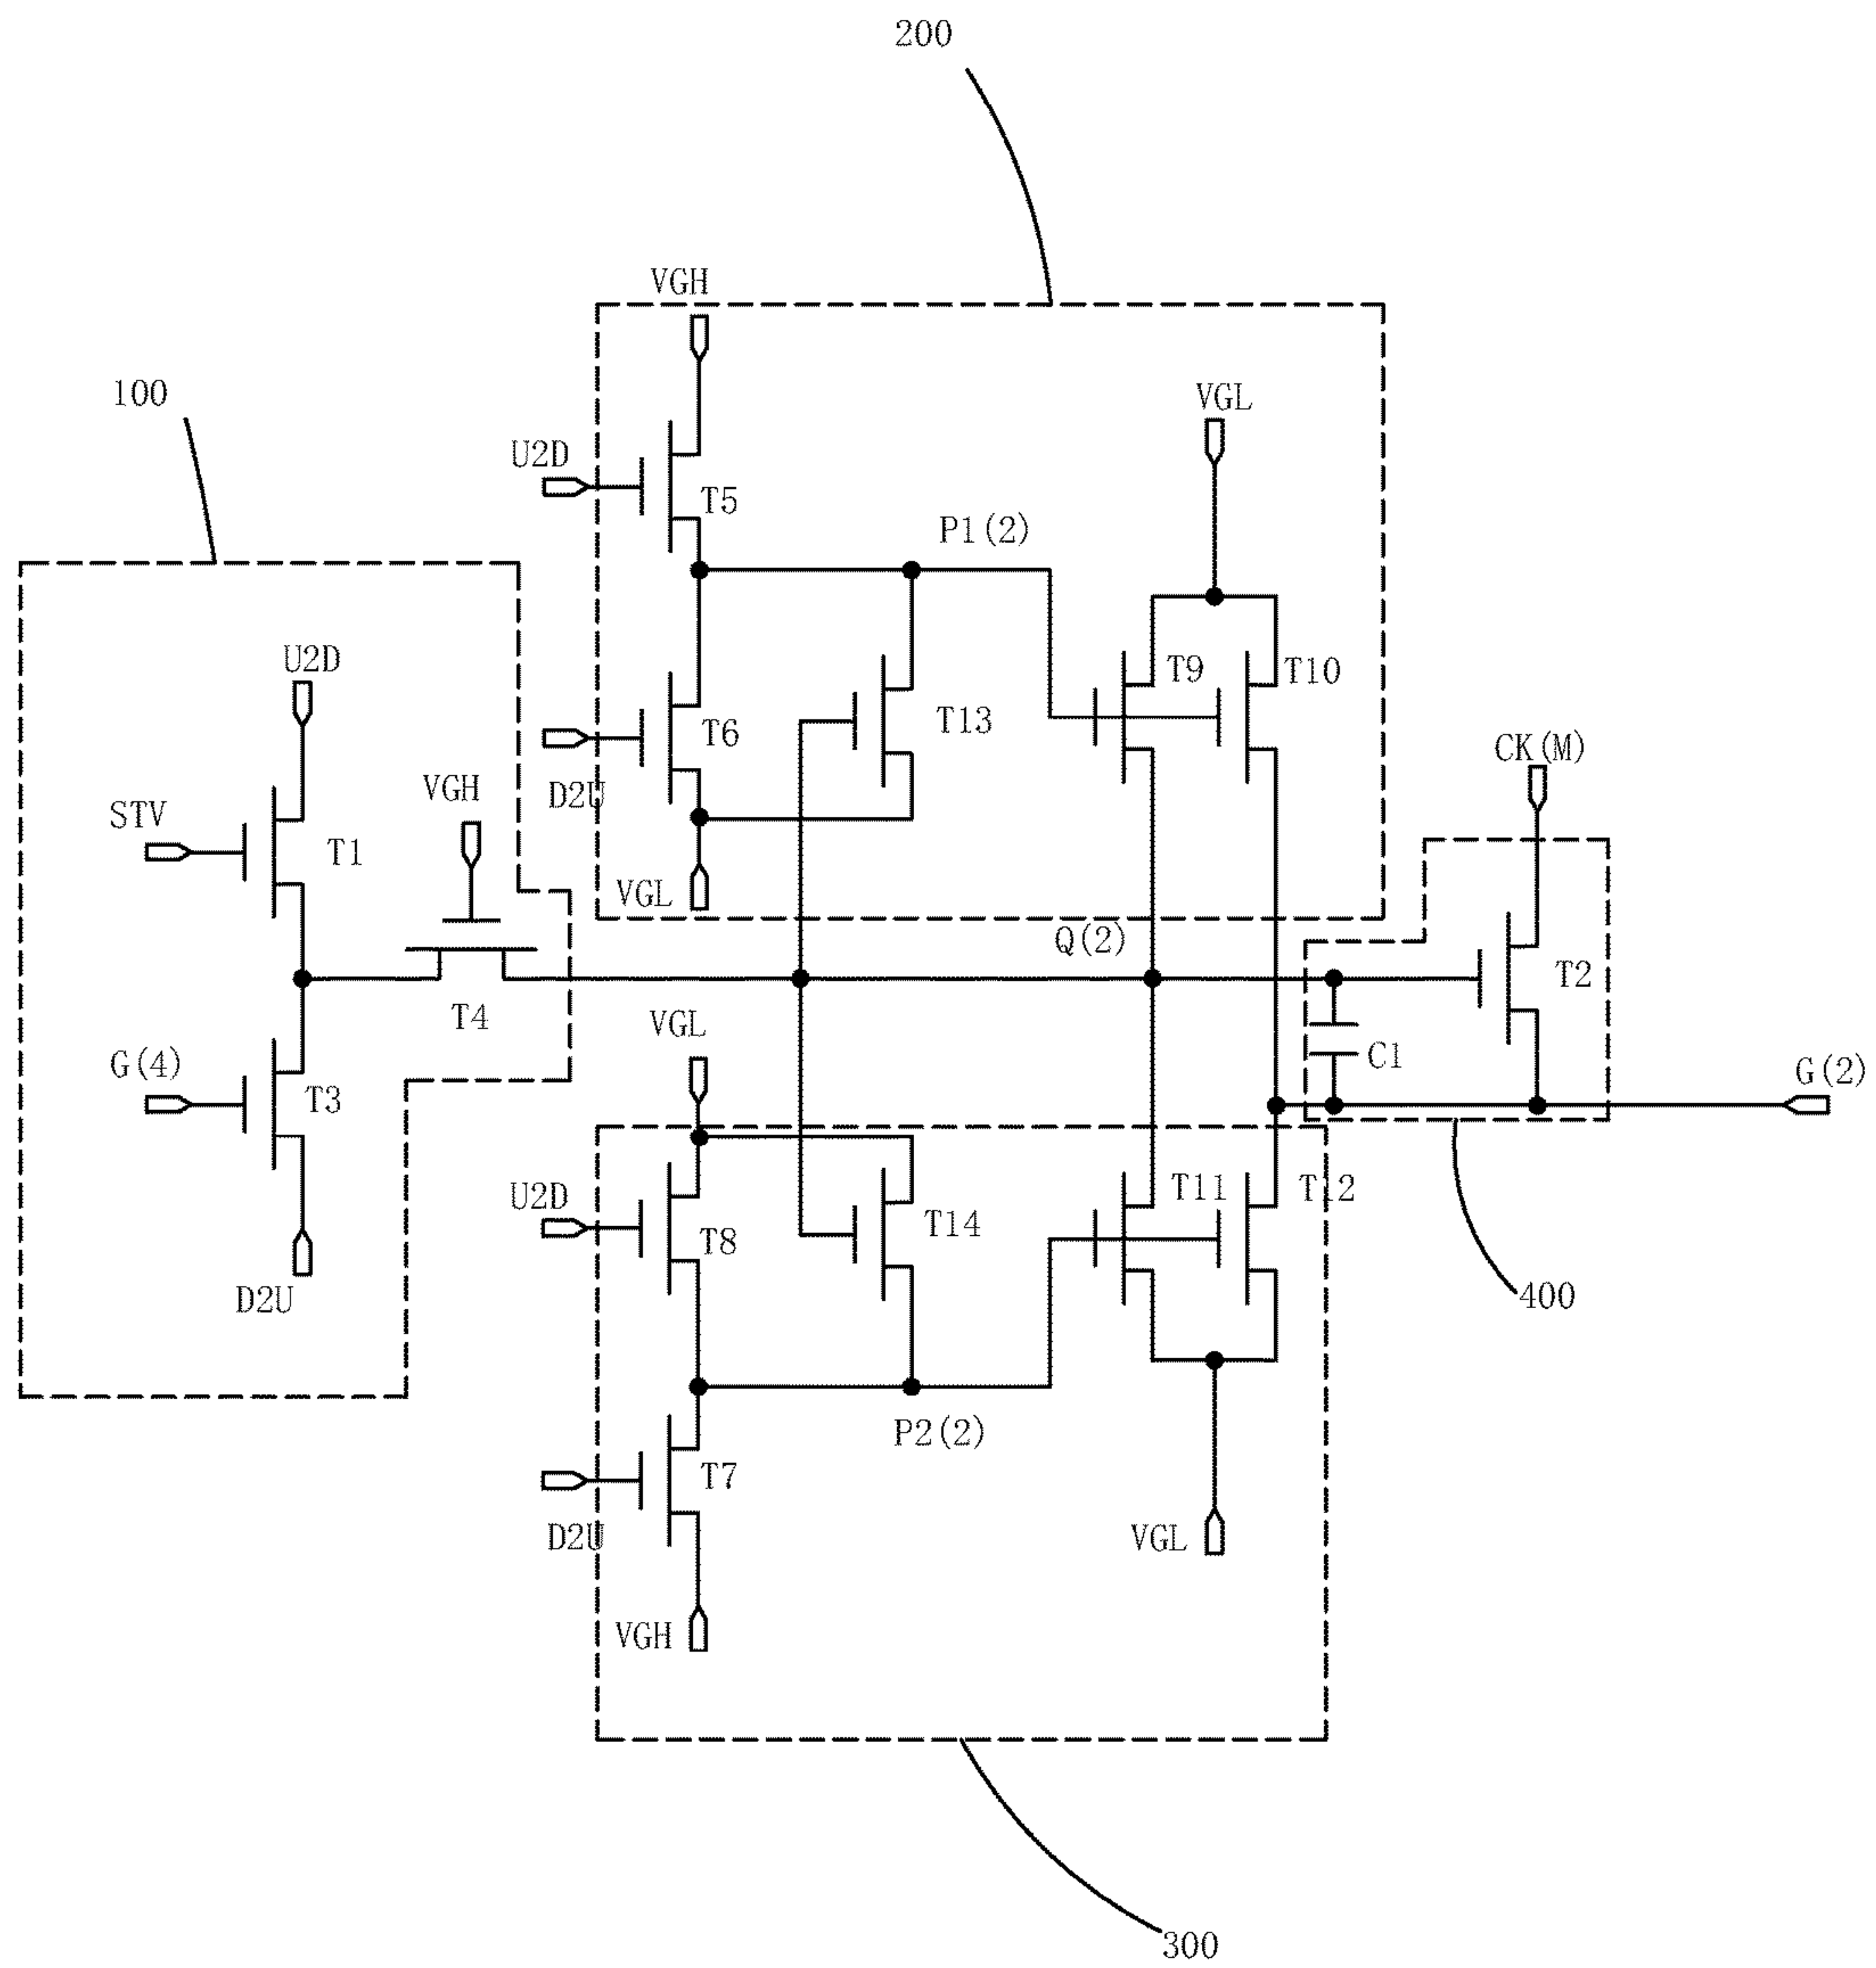 200
VGH
100
VGL
U2D
T5
P1(2)
U2D
T9
T10
T6
T13
D2U
CK(M)
VGH
STV
T1
VGL
Q(2)
T2
T4
VGL
C1
G(4)
T3
G(2)
U2D
T8
T14
T11
T12
D2U
400
P2(2)
T7
D2U
VGL
VGH
300